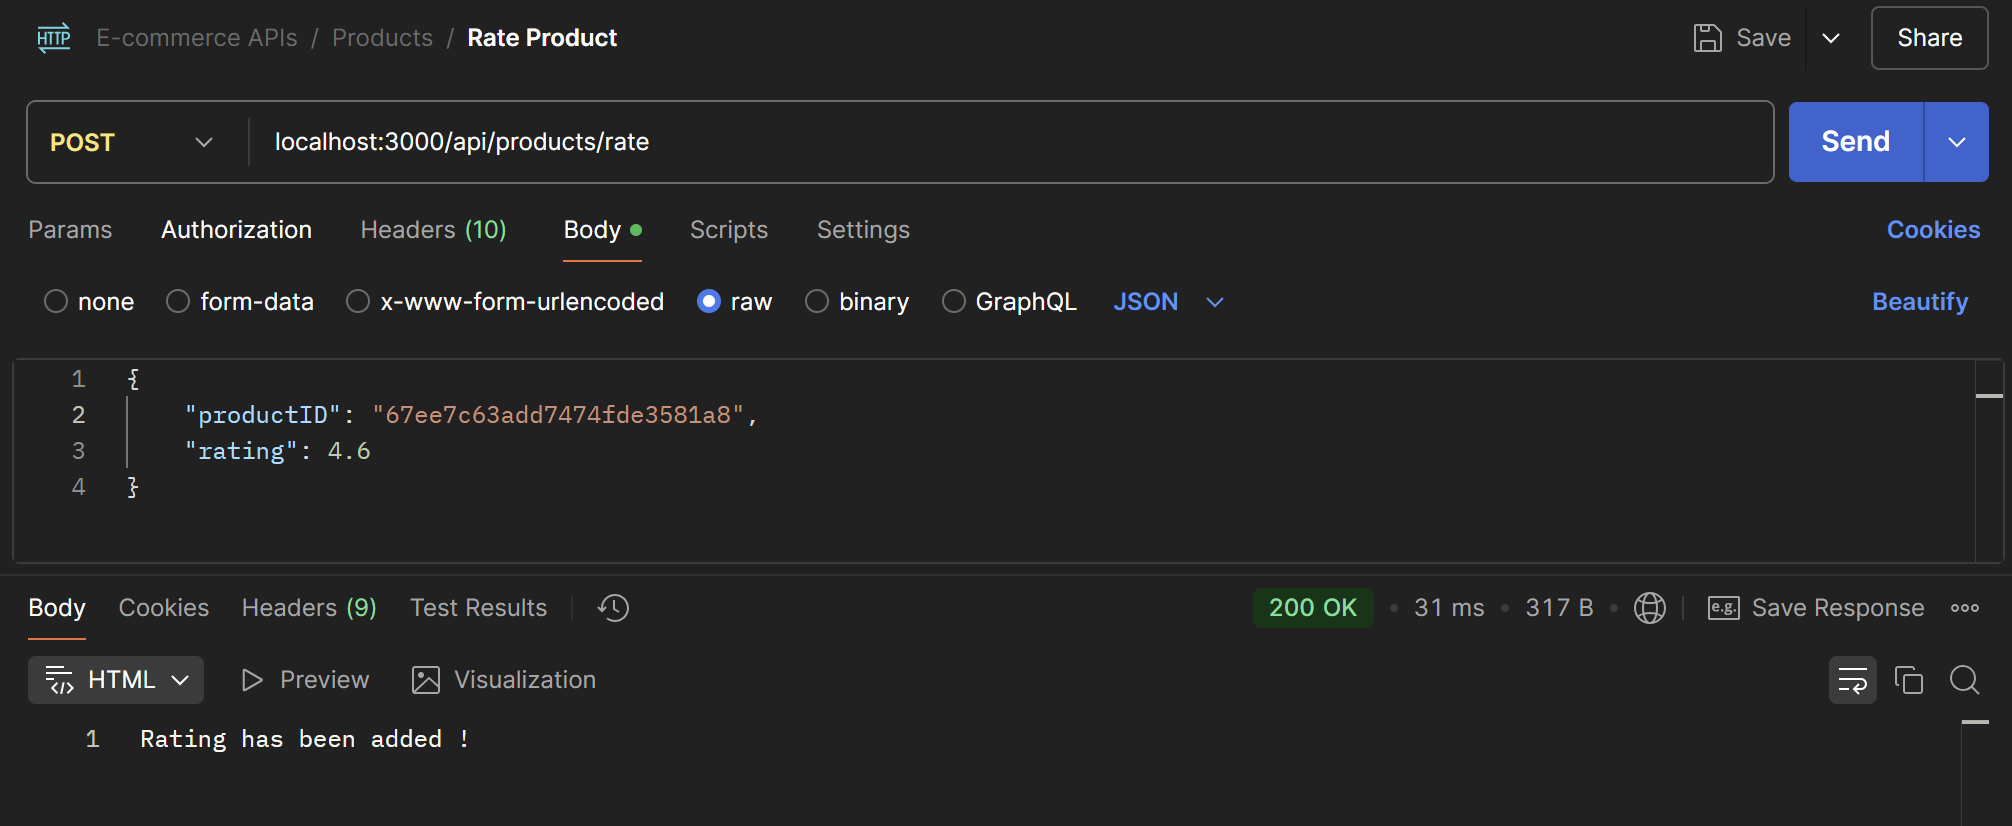 HTTP E-commerce APIs / Products / Rate Product Save Share
POST localhost:3000/api/products/rate Send
Params Authorization Headers (10) Body Scripts Settings Cookies
none form-data x-www-form-urlencoded raw binary GraphQL JSON Beautify
1 {
2 "productID": "67ee7c63add7474fde3581a8",
3 "rating": 4.6
4 }
Body Cookies Headers (9) Test Results 200 OK • 31 ms • 317 B • e.g. Save Response
HTML Preview Visualization
1 Rating has been added !